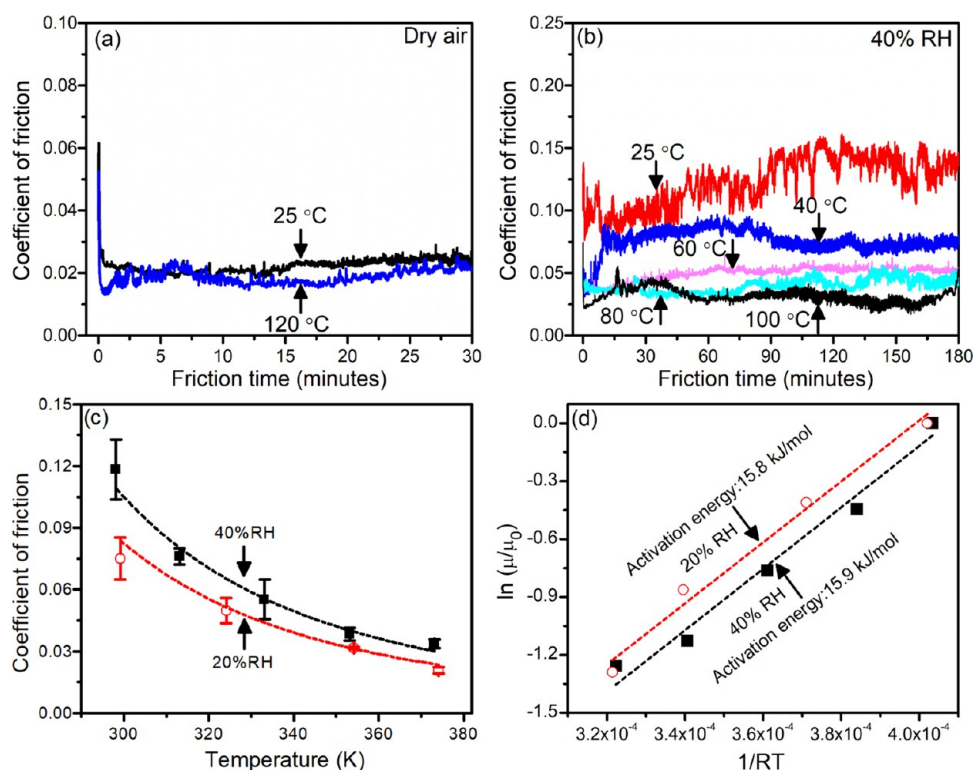 (a)
Dry air
Coefficient of friction
0.10
0.08
0.06
0.04
0.02
0.00
25 °C
120 °C
0 5 10 15 20 25 30
Friction time (minutes)
(b)
40% RH
Coefficient of friction
0.25
0.20
0.15
0.10
0.05
0.00
25 °C
40 °C
60 °C
80 °C
100 °C
0 30 60 90 120 150 180
Friction time (minutes)
(c)
Coefficient of friction
0.15
0.12
0.09
0.06
0.03
0.00
40%RH
20%RH
300 320 340 360 380
Temperature (K)
(d)
ln (μ/μ0)
0.0
-0.3
-0.6
-0.9
-1.2
-1.5
Activation energy:15.8 kJ/mol
20% RH
40% RH
Activation energy:15.9 kJ/mol
3.2x10⁻⁴ 3.4x10⁻⁴ 3.6x10⁻⁴ 3.8x10⁻⁴ 4.0x10⁻⁴
1/RT